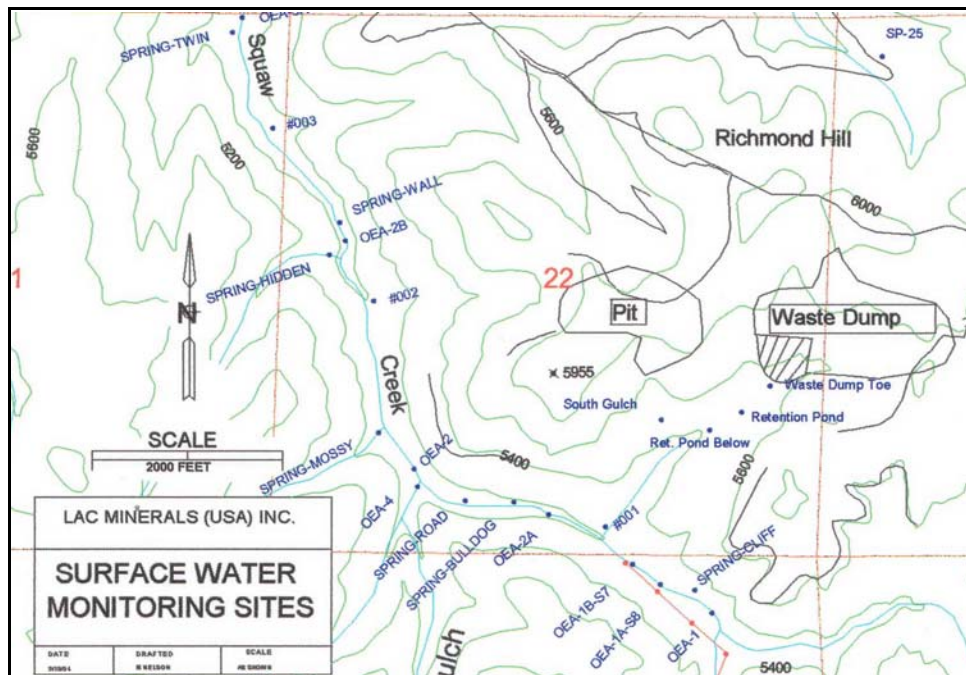 OEA-3A
SPRING-TWIN
Squaw
SP-25
#003
5600
5200
5600
Richmond Hill
SPRING-WALL
6000
OEA-2B
SPRING-HIDDEN
1
22
#002
N
Pit
Waste Dump
Creek
5955
Waste Dump Toe
South Gulch
Retention Pond
Ret. Pond Below
SCALE
2000 FEET
SPRING-MOSSY
OEA-2
5400
5600
OEA-4
SPRING-ROAD
SPRING-BULLDOG
OEA-2A
#001
SPRING-CLIFF
OEA-1B-S7
OEA-1A-S8
OEA-1
5400
ulch
LAC MINERALS (USA) INC.
SURFACE WATER
MONITORING SITES
DATE
DRAFTED
SCALE
R NELSON
AS SHOWN